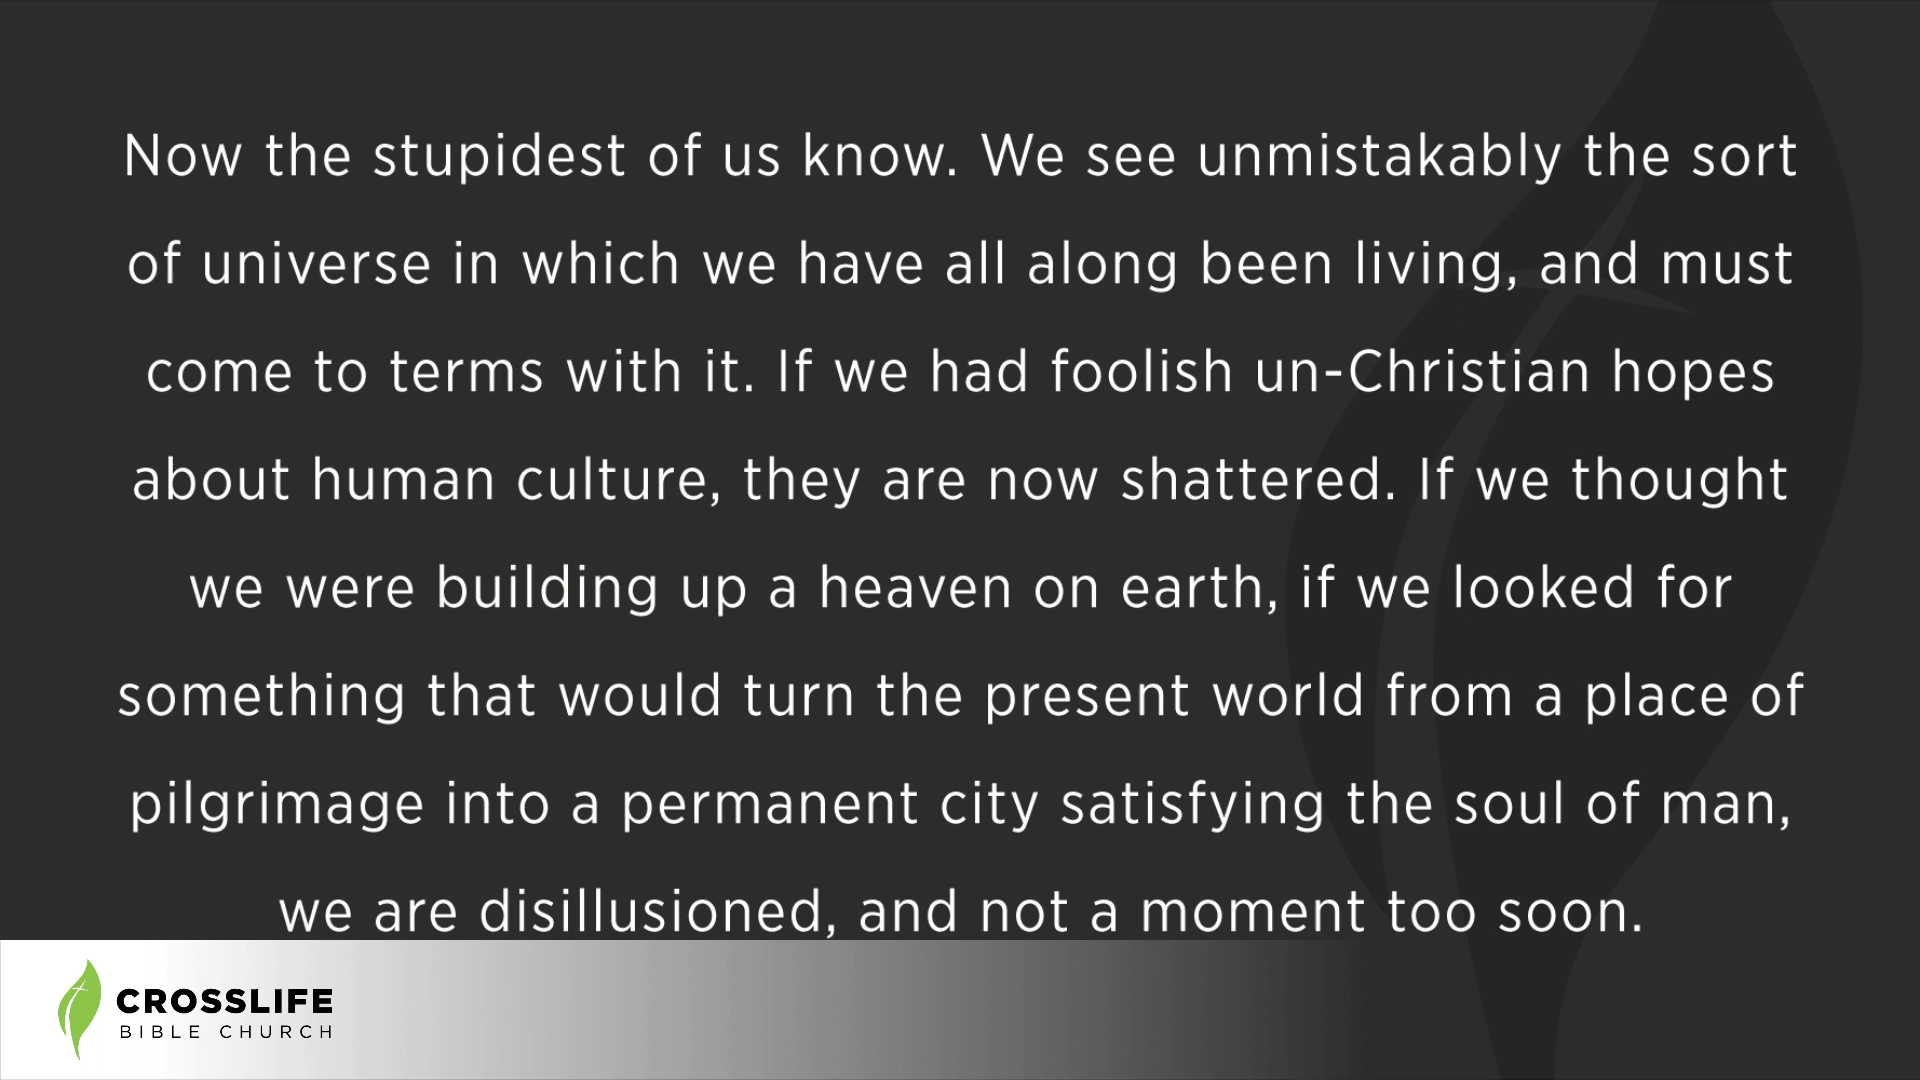 Now the stupidest of us know. We see unmistakably the sort
of universe in which we have all along been living, and must
come to terms with it. If we had foolish un-Christian hopes
about human culture, they are now shattered. If we thought
we were building up a heaven on earth, if we looked for
something that would turn the present world from a place of
pilgrimage into a permanent city satisfying the soul of man,
we are disillusioned, and not a moment too soon.
CROSSLIFE
BIBLE CHURCH